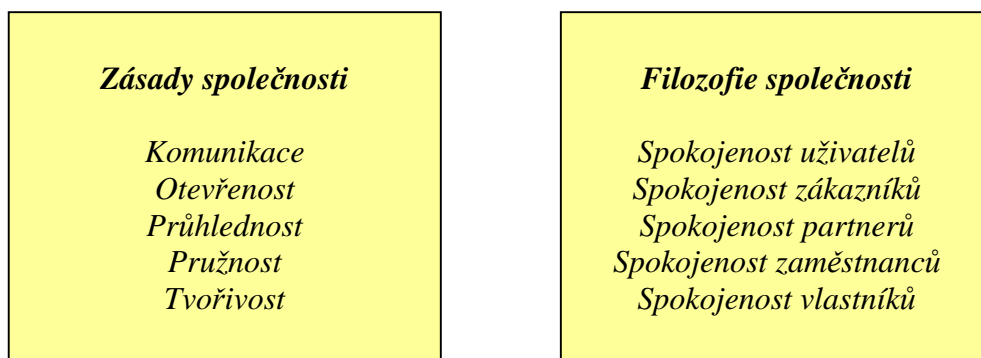 Zásady společnosti
Komunikace
Otevřenost
Průhlednost
Pružnost
Tvořivost
Filozofie společnosti
Spokojenost uživatelů
Spokojenost zákazníků
Spokojenost partnerů
Spokojenost zaměstnanců
Spokojenost vlastníků